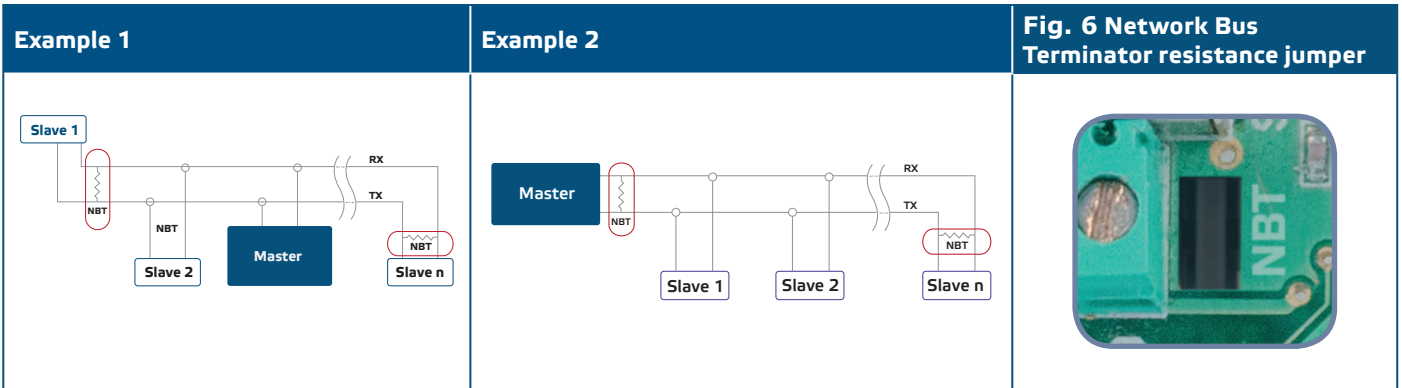 Example 1
Example 2
Fig. 6 Network Bus
Terminator resistance jumper
Slave 1
NBT
NBT
RX
TX
NBT
Slave 2
Master
Slave n
Master
NBT
RX
TX
NBT
Slave 1
Slave 2
Slave n
NBT